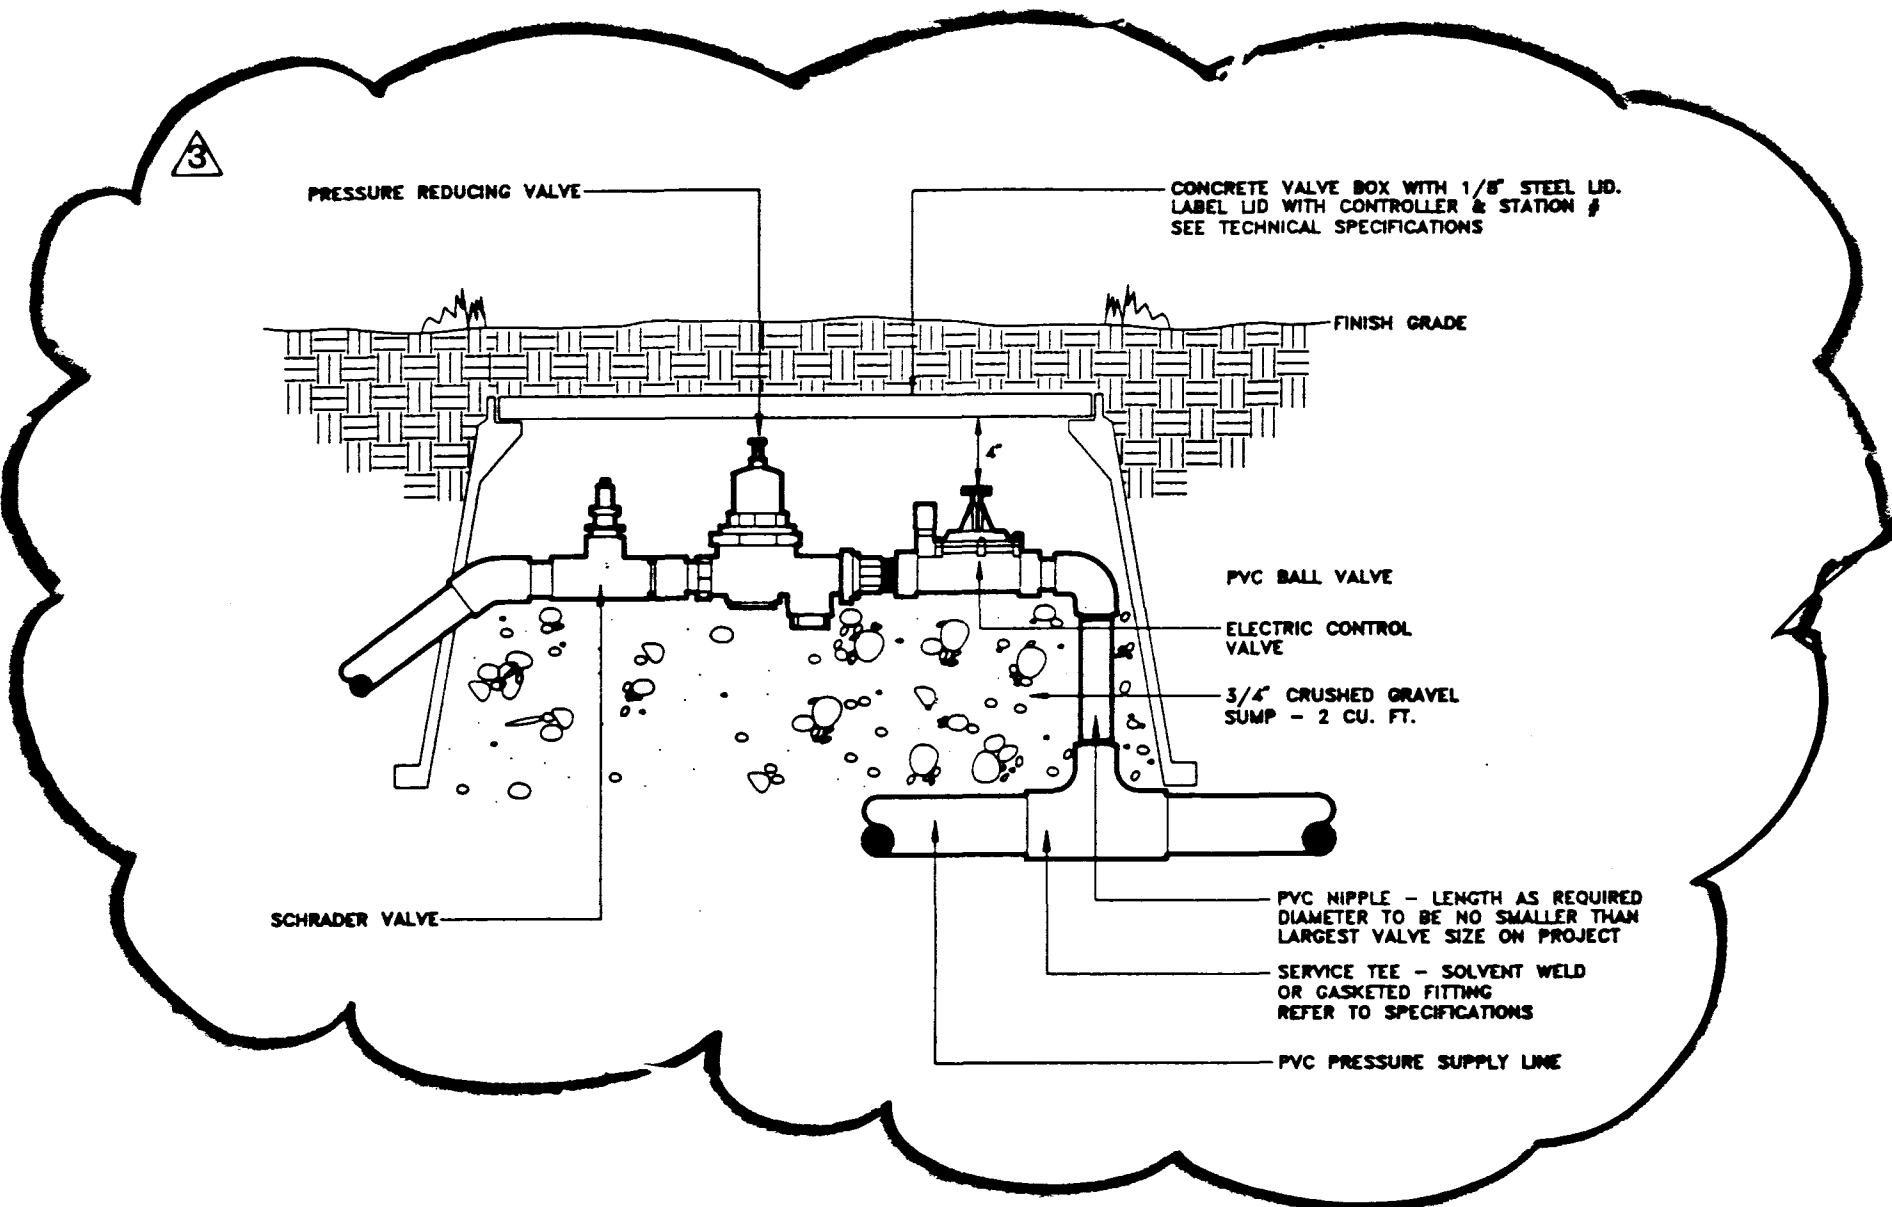 3
PRESSURE REDUCING VALVE
CONCRETE VALVE BOX WITH 1/8" STEEL LID.
LABEL LID WITH CONTROLLER & STATION #
SEE TECHNICAL SPECIFICATIONS
FINISH GRADE
4"
PVC BALL VALVE
ELECTRIC CONTROL
VALVE
3/4" CRUSHED GRAVEL
SUMP - 2 CU. FT.
SCHRADER VALVE
PVC NIPPLE - LENGTH AS REQUIRED
DIAMETER TO BE NO SMALLER THAN
LARGEST VALVE SIZE ON PROJECT
SERVICE TEE - SOLVENT WELD
OR GASKETED FITTING
REFER TO SPECIFICATIONS
PVC PRESSURE SUPPLY LINE